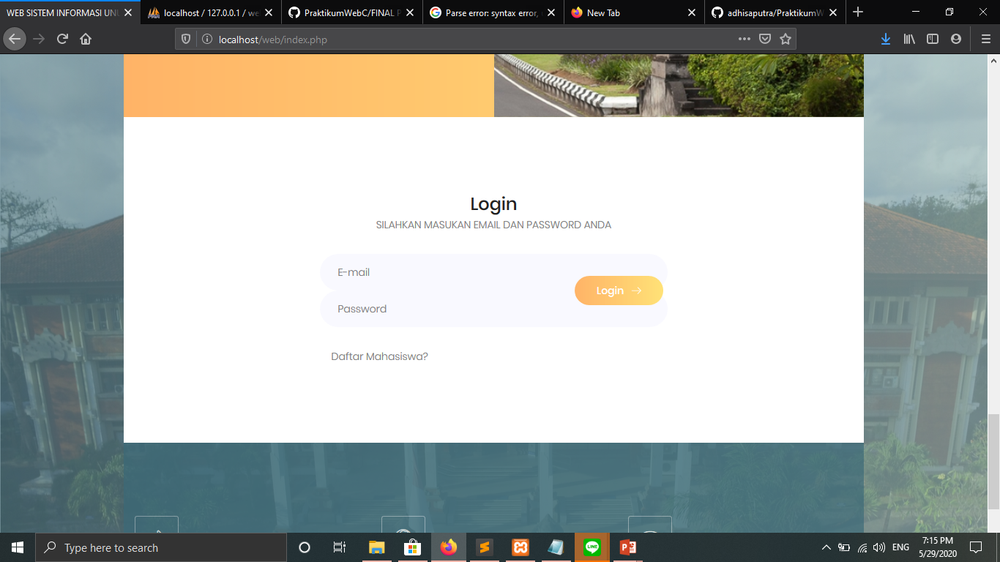 WEB SISTEM INFORMASI UNU
localhost / 127.0.0.1 / we
PraktikumWebC/FINAL P
Parse error: syntax error,
New Tab
adhisaputra/PraktikumW
localhost/web/index.php
Login
SILAHKAN MASUKAN EMAIL DAN PASSWORD ANDA
E-mail
Login
Password
Daftar Mahasiswa?
Type here to search
LINE
ENG
7:15 PM
5/29/2020